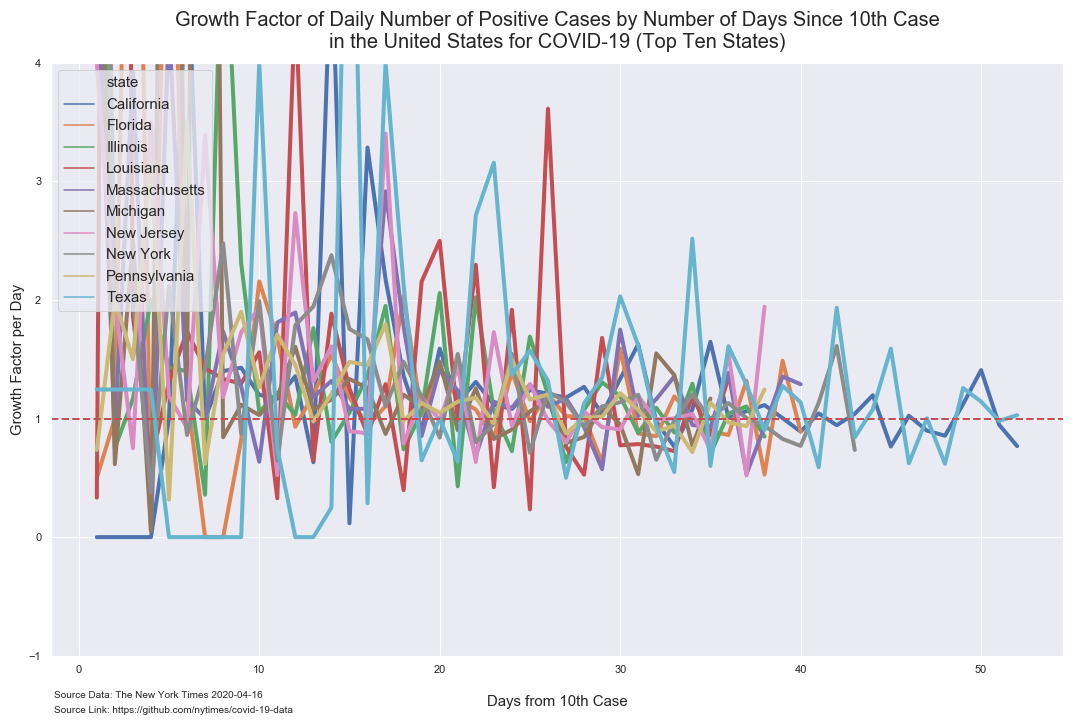 Growth Factor of Daily Number of Positive Cases by Number of Days Since 10th Case
in the United States for COVID-19 (Top Ten States)
4
3
2
1
0
−1
Growth Factor per Day
state
California
Florida
Illinois
Louisiana
Massachusetts
Michigan
New Jersey
New York
Pennsylvania
Texas
0 10 20 30 40 50
Days from 10th Case
Source Data: The New York Times 2020-04-16
Source Link: https://github.com/nytimes/covid-19-data